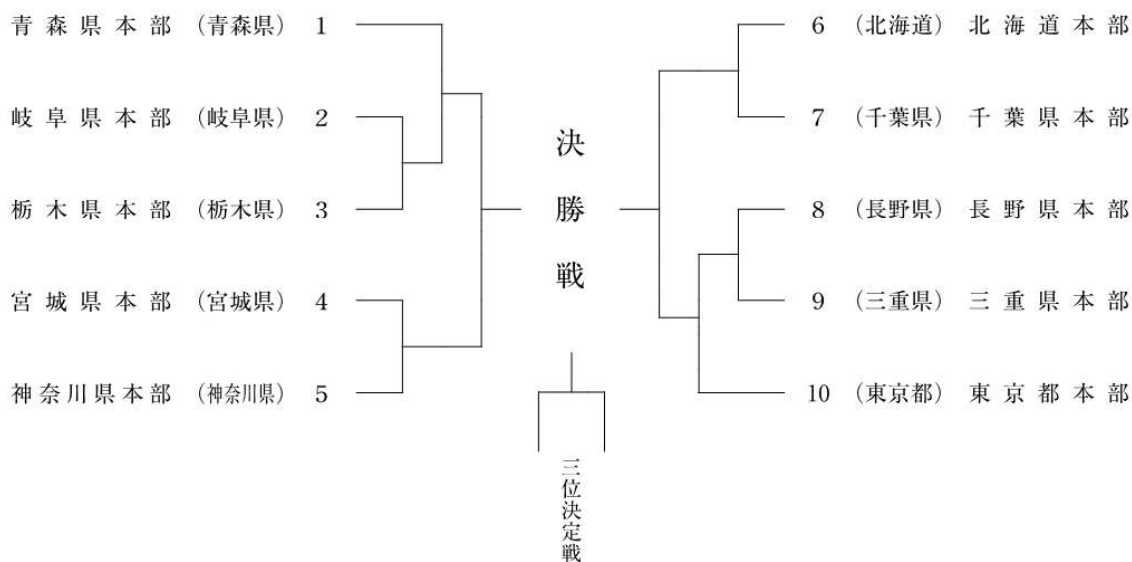 青森県本部 (青森県) 1
岐阜県本部 (岐阜県) 2
栃木県本部 (栃木県) 3
宮城県本部 (宮城県) 4
神奈川県本部 (神奈川県) 5
決勝戦
三位決定戦
6 (北海道) 北海道本部
7 (千葉県) 千葉県本部
8 (長野県) 長野県本部
9 (三重県) 三重県本部
10 (東京都) 東京都本部